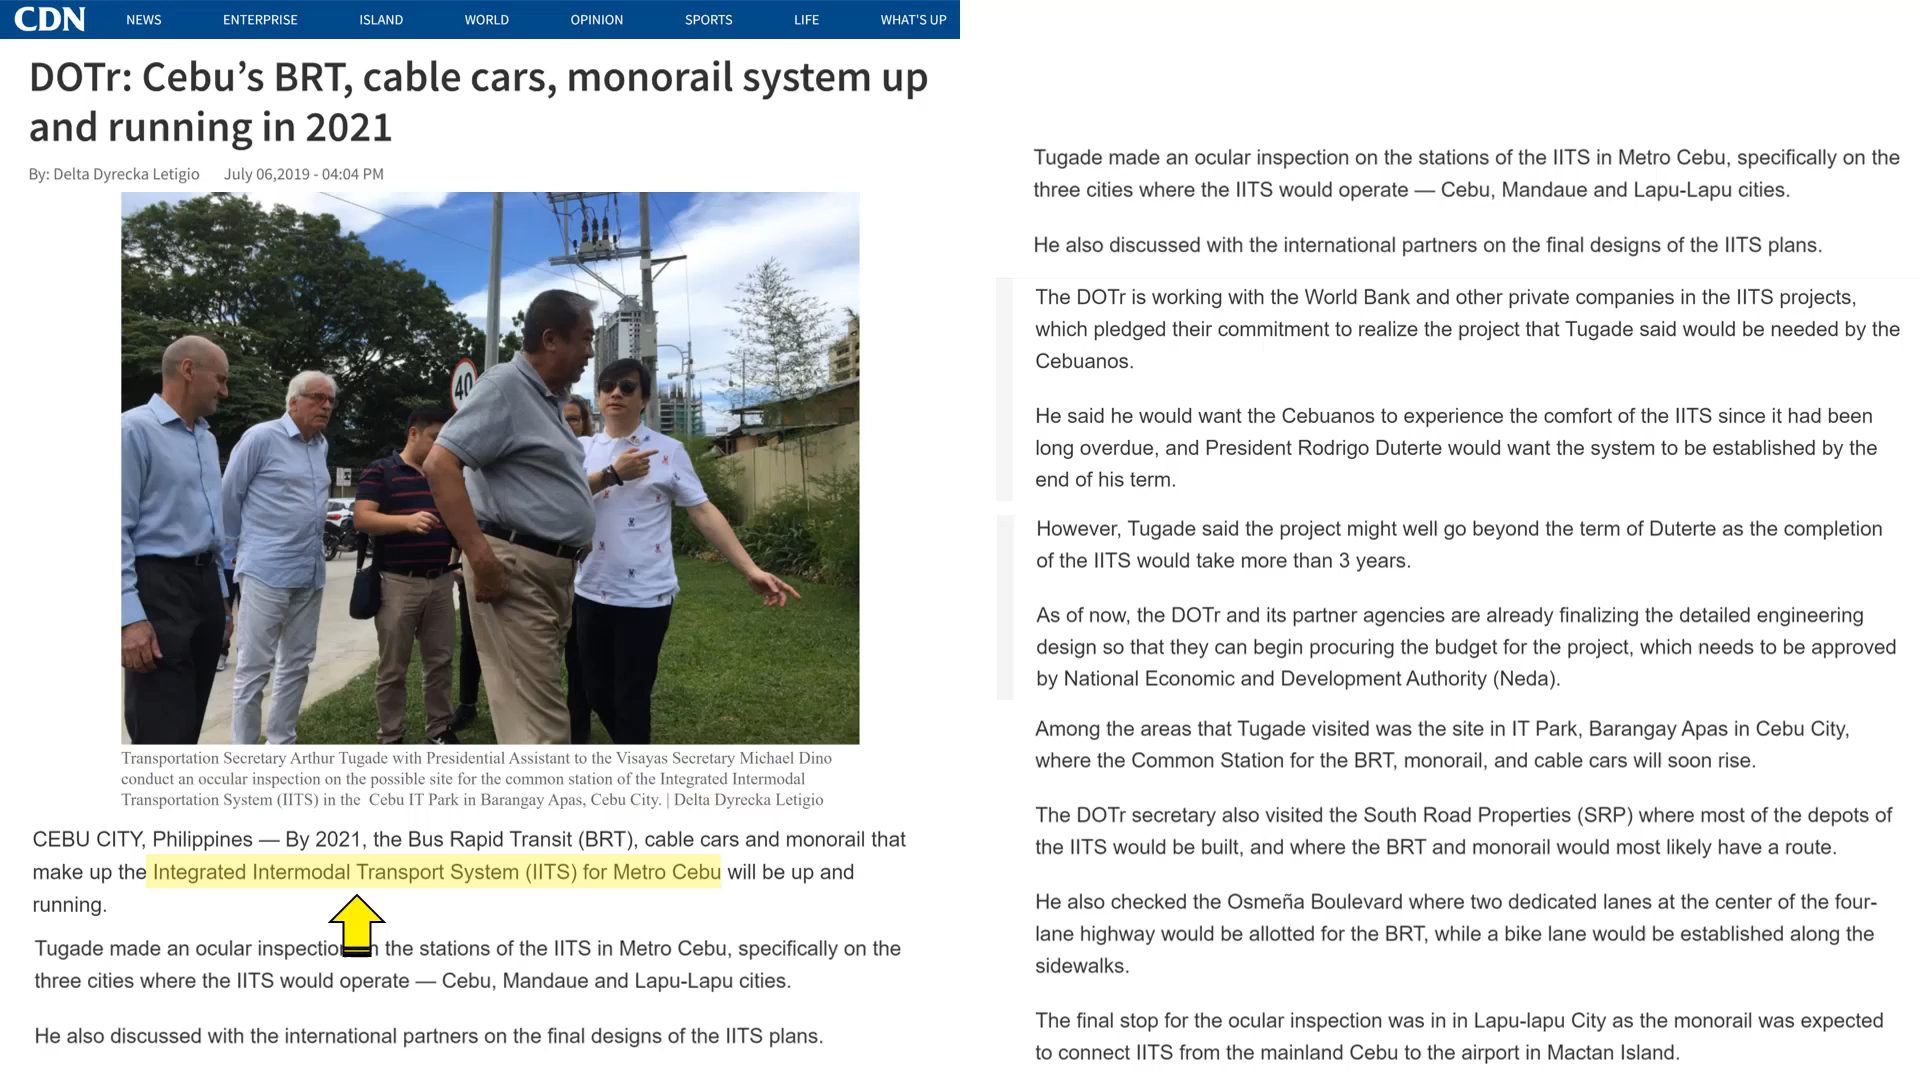 CDN NEWS ENTERPRISE ISLAND WORLD OPINION SPORTS LIFE WHAT'S UP
DOTr: Cebu’s BRT, cable cars, monorail system up
and running in 2021
By: Delta Dyrecka Letigio July 06,2019 - 04:04 PM
40
Transportation Secretary Arthur Tugade with Presidential Assistant to the Visayas Secretary Michael Dino
conduct an occular inspection on the possible site for the common station of the Integrated Intermodal
Transportation System (IITS) in the Cebu IT Park in Barangay Apas, Cebu City. | Delta Dyrecka Letigio
CEBU CITY, Philippines — By 2021, the Bus Rapid Transit (BRT), cable cars and monorail that
make up the Integrated Intermodal Transport System (IITS) for Metro Cebu will be up and
running.
Tugade made an ocular inspection the stations of the IITS in Metro Cebu, specifically on the
three cities where the IITS would operate — Cebu, Mandaue and Lapu-Lapu cities.
He also discussed with the international partners on the final designs of the IITS plans.
Tugade made an ocular inspection on the stations of the IITS in Metro Cebu, specifically on the
three cities where the IITS would operate — Cebu, Mandaue and Lapu-Lapu cities.
He also discussed with the international partners on the final designs of the IITS plans.
The DOTr is working with the World Bank and other private companies in the IITS projects,
which pledged their commitment to realize the project that Tugade said would be needed by the
Cebuanos.
He said he would want the Cebuanos to experience the comfort of the IITS since it had been
long overdue, and President Rodrigo Duterte would want the system to be established by the
end of his term.
However, Tugade said the project might well go beyond the term of Duterte as the completion
of the IITS would take more than 3 years.
As of now, the DOTr and its partner agencies are already finalizing the detailed engineering
design so that they can begin procuring the budget for the project, which needs to be approved
by National Economic and Development Authority (Neda).
Among the areas that Tugade visited was the site in IT Park, Barangay Apas in Cebu City,
where the Common Station for the BRT, monorail, and cable cars will soon rise.
The DOTr secretary also visited the South Road Properties (SRP) where most of the depots of
the IITS would be built, and where the BRT and monorail would most likely have a route.
He also checked the Osmeña Boulevard where two dedicated lanes at the center of the four-
lane highway would be allotted for the BRT, while a bike lane would be established along the
sidewalks.
The final stop for the ocular inspection was in in Lapu-lapu City as the monorail was expected
to connect IITS from the mainland Cebu to the airport in Mactan Island.